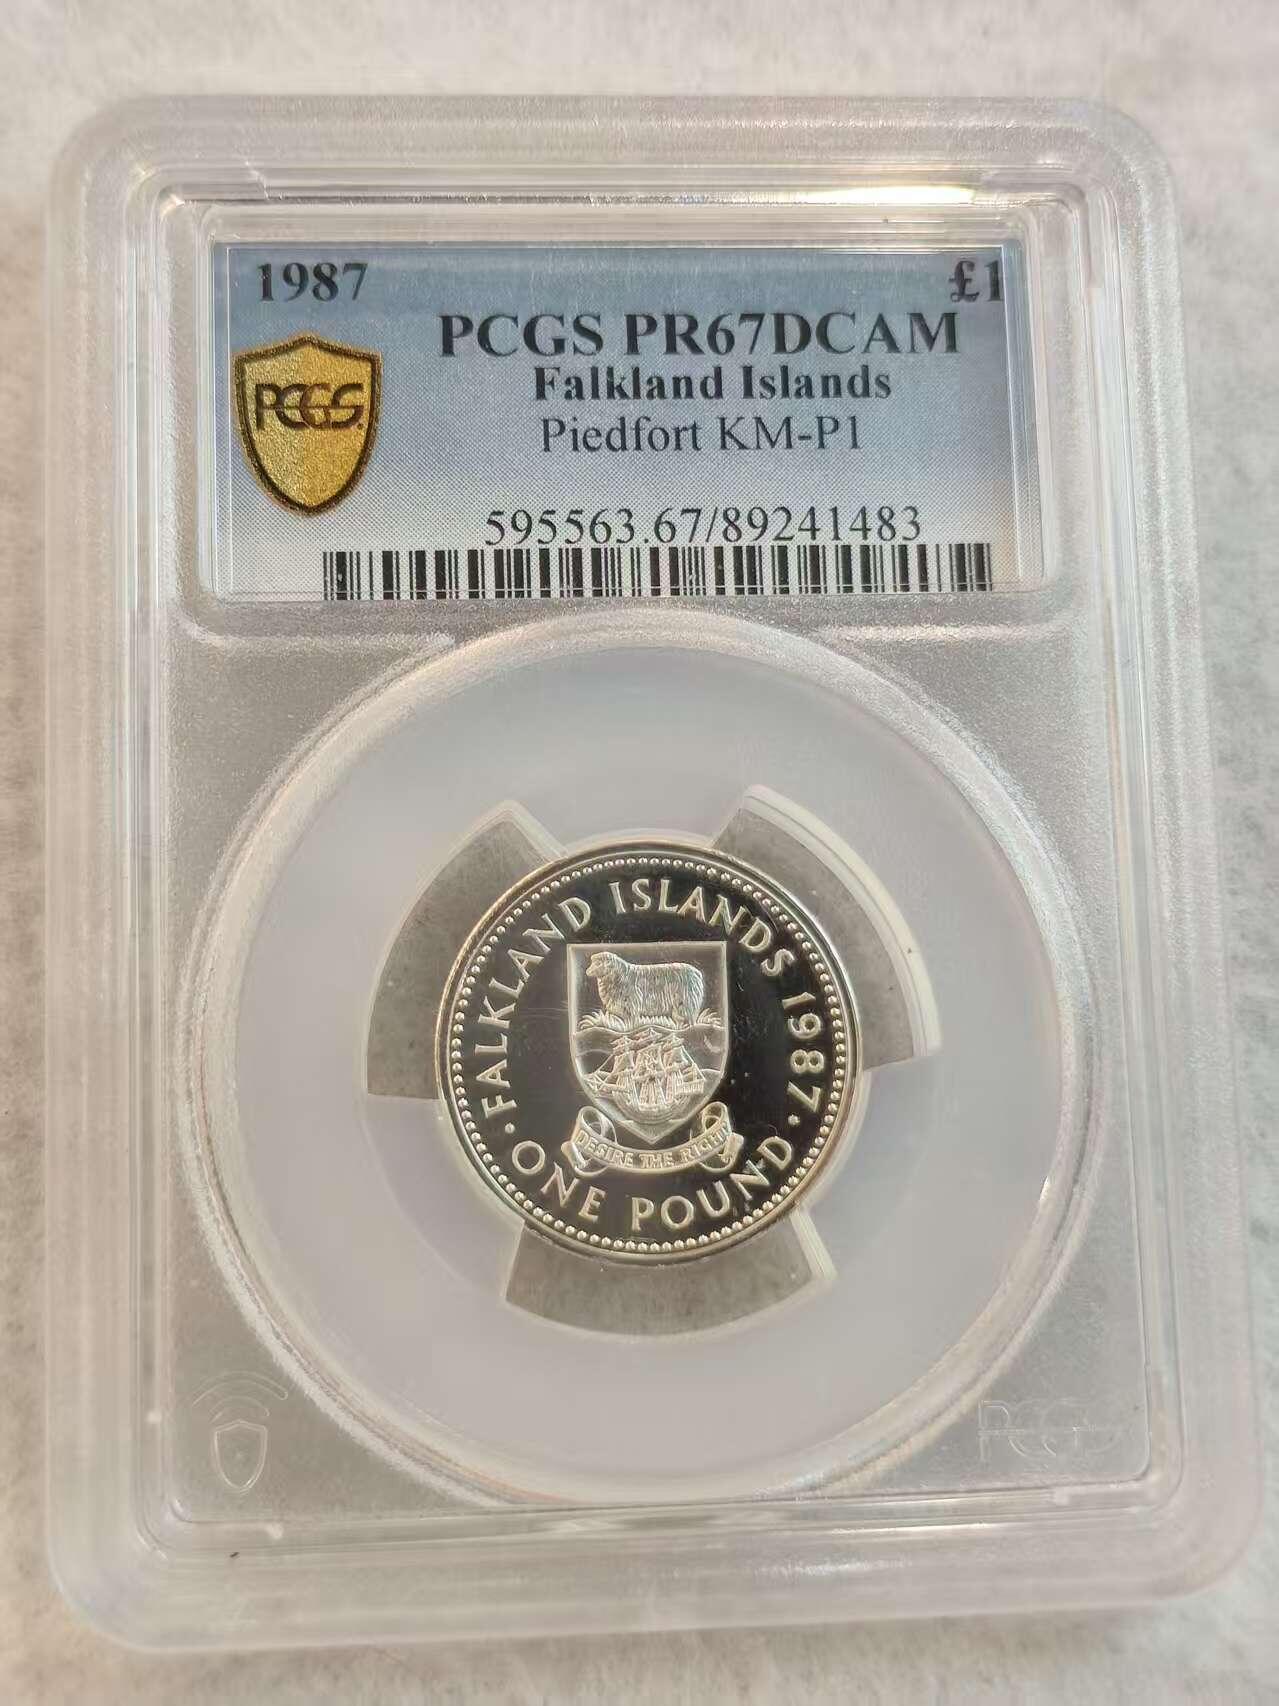 1987 £1
PCGS PR67DCAM
Falkland Islands
Piedfort KM-P1
PCGS
595563.67/89241483
· FALKLAND ISLANDS 1987 ·
DESIRE THE RIGHT
ONE POUND
PCGS